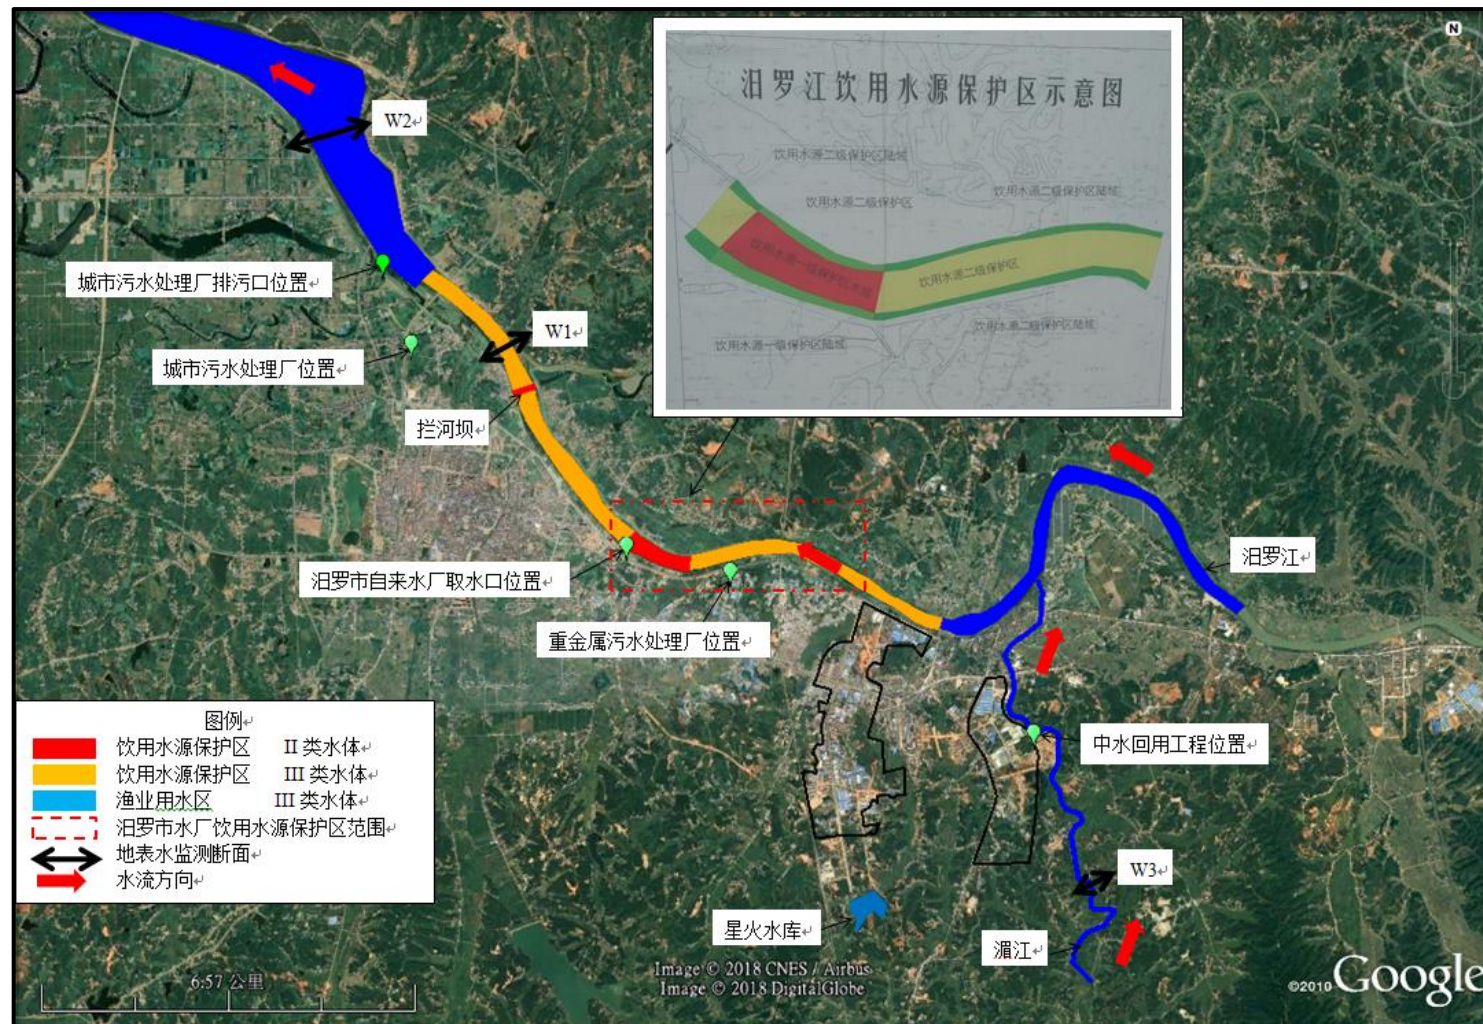 N
汨罗江饮用水源保护区示意图
饮用水源二级保护区陆域
饮用水源二级保护区陆域
饮用水源二级保护区
饮用水源一级保护区水域
饮用水源二级保护区
饮用水源二级保护区陆域
饮用水源一级保护区陆域
W2
城市污水处理厂排污口位置
W1
城市污水处理厂位置
拦河坝
汨罗市自来水厂取水口位置
汨罗江
重金属污水处理厂位置
中水回用工程位置
W3
星火水库
湄江
图例
饮用水源保护区 II 类水体
饮用水源保护区 III 类水体
渔业用水区 III 类水体
汨罗市水厂饮用水源保护区范围
地表水监测断面
水流方向
6.57 公里
Image © 2018 CNES / Airbus
Image © 2018 DigitalGlobe
©2010 Google